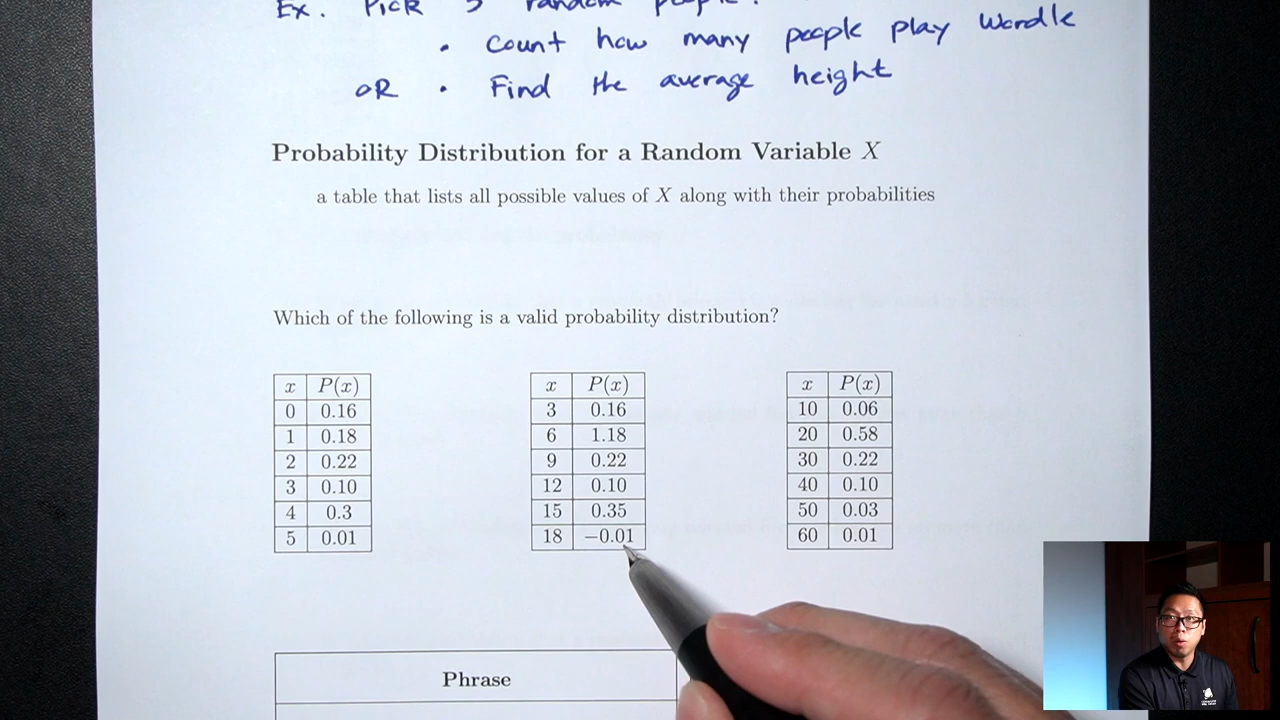 Ex. Pick 5 random people.
• Count how many people play Wordle
OR • Find the average height
Probability Distribution for a Random Variable X
a table that lists all possible values of X along with their probabilities
Which of the following is a valid probability distribution?
x P(x)
0 0.16
1 0.18
2 0.22
3 0.10
4 0.3
5 0.01
x P(x)
3 0.16
6 1.18
9 0.22
12 0.10
15 0.35
18 −0.01
x P(x)
10 0.06
20 0.58
30 0.22
40 0.10
50 0.03
60 0.01
Phrase